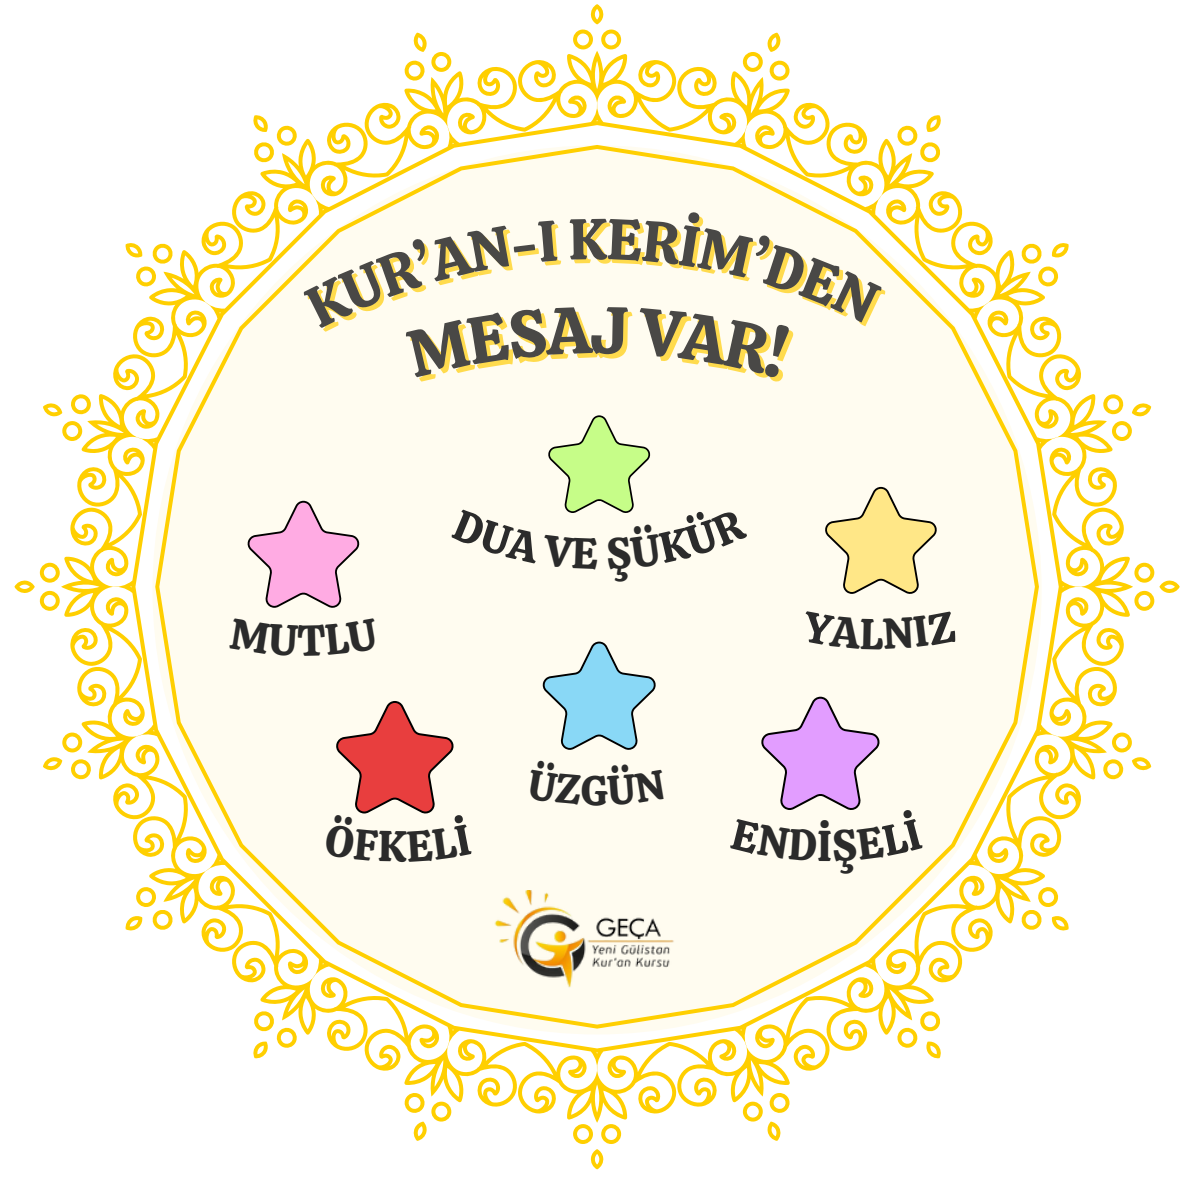 KUR’AN-I KERİM’DEN
MESAJ VAR!
DUA VE ŞÜKÜR
MUTLU
YALNIZ
ÜZGÜN
ÖFKELİ
ENDİŞELİ
GEÇA
Yeni Gülistan
Kur'an Kursu